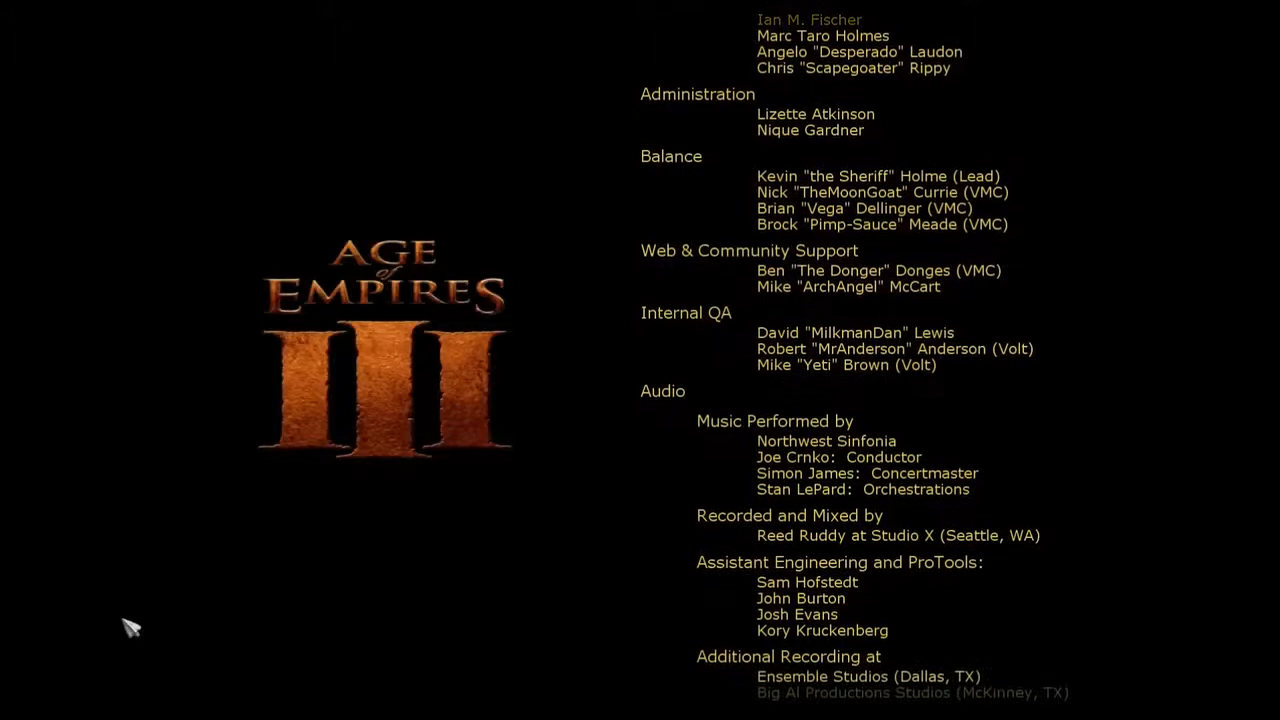 AGE
of
EMPIRES
III
Ian M. Fischer
Marc Taro Holmes
Angelo "Desperado" Laudon
Chris "Scapegoater" Rippy
Administration
Lizette Atkinson
Nique Gardner
Balance
Kevin "the Sheriff" Holme (Lead)
Nick "TheMoonGoat" Currie (VMC)
Brian "Vega" Dellinger (VMC)
Brock "Pimp-Sauce" Meade (VMC)
Web & Community Support
Ben "The Donger" Donges (VMC)
Mike "ArchAngel" McCart
Internal QA
David "MilkmanDan" Lewis
Robert "MrAnderson" Anderson (Volt)
Mike "Yeti" Brown (Volt)
Audio
Music Performed by
Northwest Sinfonia
Joe Crnko:  Conductor
Simon James:  Concertmaster
Stan LePard:  Orchestrations
Recorded and Mixed by
Reed Ruddy at Studio X (Seattle, WA)
Assistant Engineering and ProTools:
Sam Hofstedt
John Burton
Josh Evans
Kory Kruckenberg
Additional Recording at
Ensemble Studios (Dallas, TX)
Big Al Productions Studios (McKinney, TX)